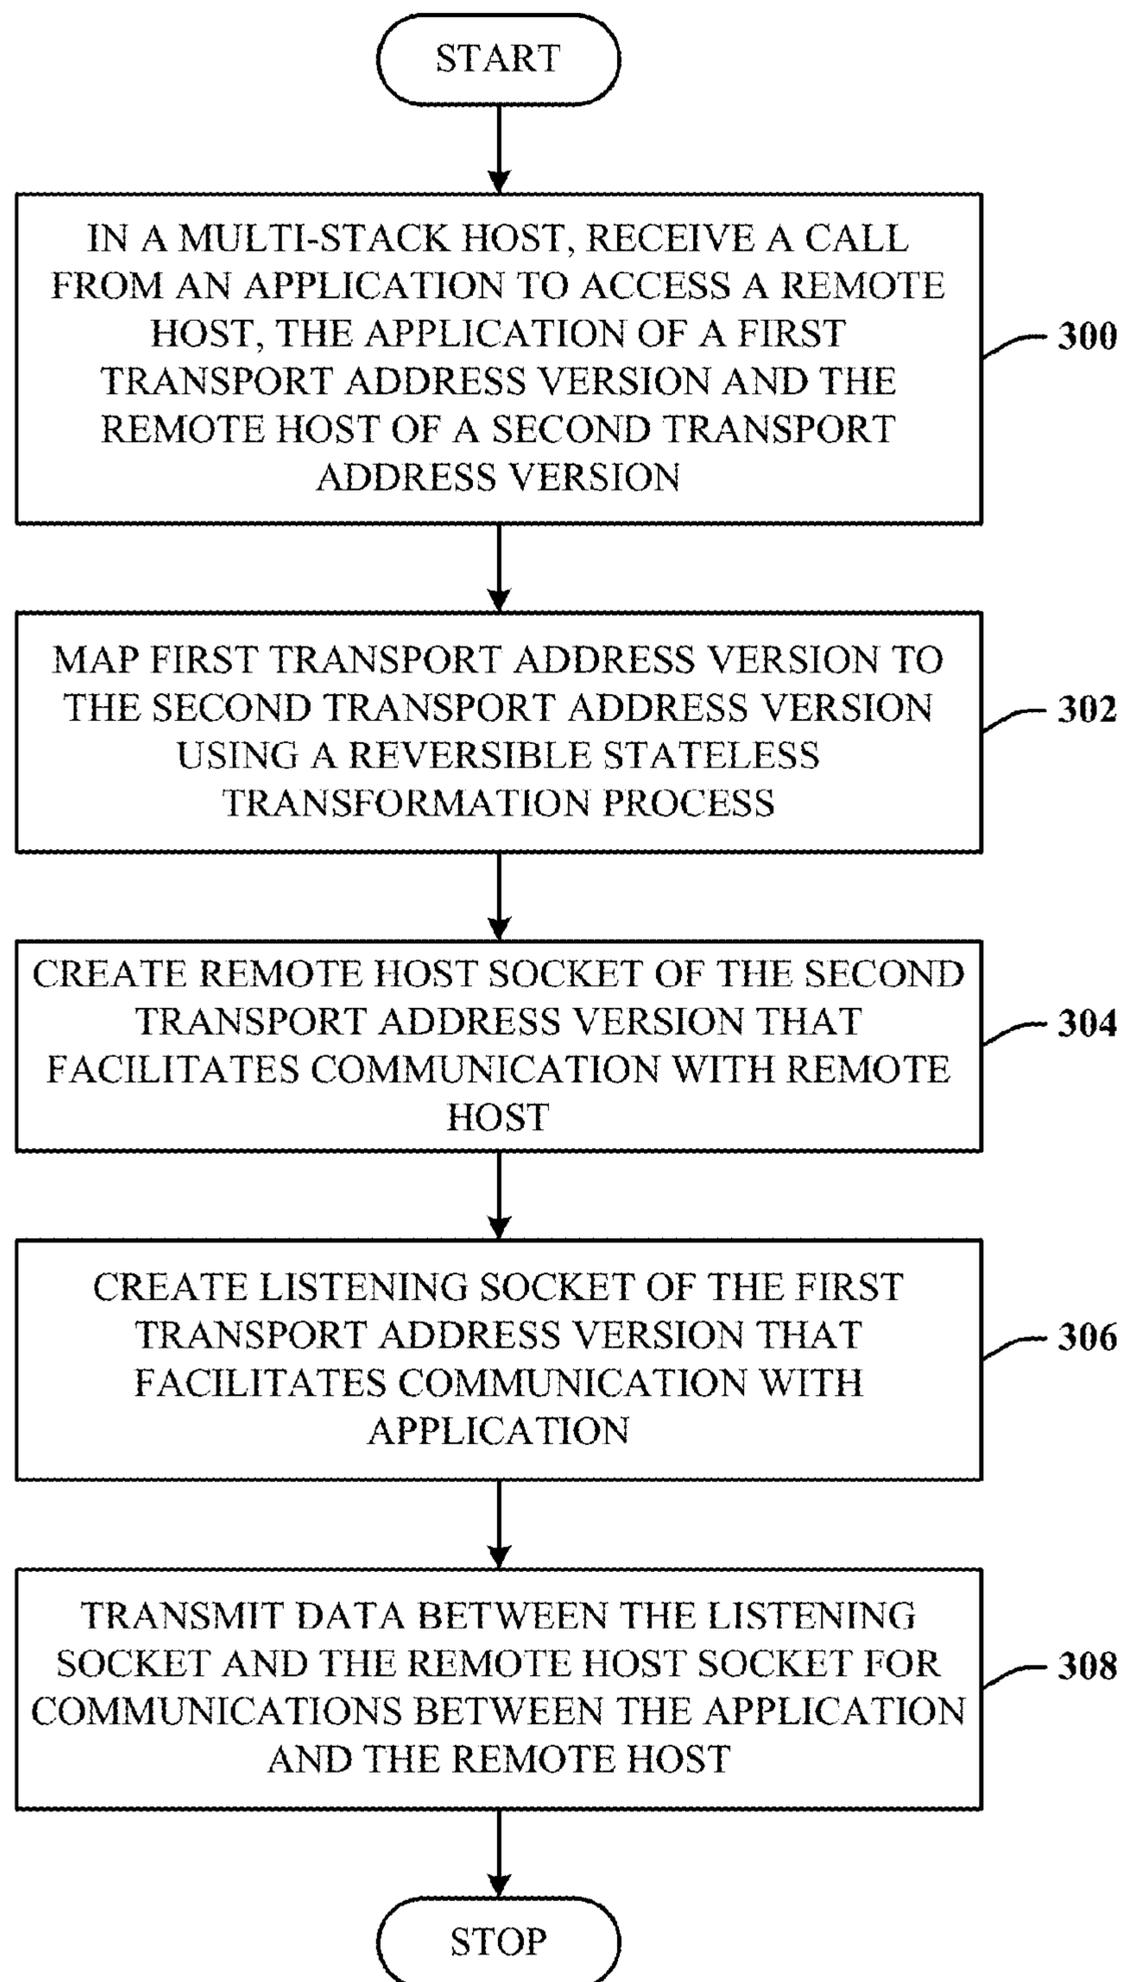 START
IN A MULTI-STACK HOST, RECEIVE A CALL
FROM AN APPLICATION TO ACCESS A REMOTE
HOST, THE APPLICATION OF A FIRST
TRANSPORT ADDRESS VERSION AND THE
REMOTE HOST OF A SECOND TRANSPORT
ADDRESS VERSION
300
MAP FIRST TRANSPORT ADDRESS VERSION TO
THE SECOND TRANSPORT ADDRESS VERSION
USING A REVERSIBLE STATELESS
TRANSFORMATION PROCESS
302
CREATE REMOTE HOST SOCKET OF THE SECOND
TRANSPORT ADDRESS VERSION THAT
FACILITATES COMMUNICATION WITH REMOTE
HOST
304
CREATE LISTENING SOCKET OF THE FIRST
TRANSPORT ADDRESS VERSION THAT
FACILITATES COMMUNICATION WITH
APPLICATION
306
TRANSMIT DATA BETWEEN THE LISTENING
SOCKET AND THE REMOTE HOST SOCKET FOR
COMMUNICATIONS BETWEEN THE APPLICATION
AND THE REMOTE HOST
308
STOP